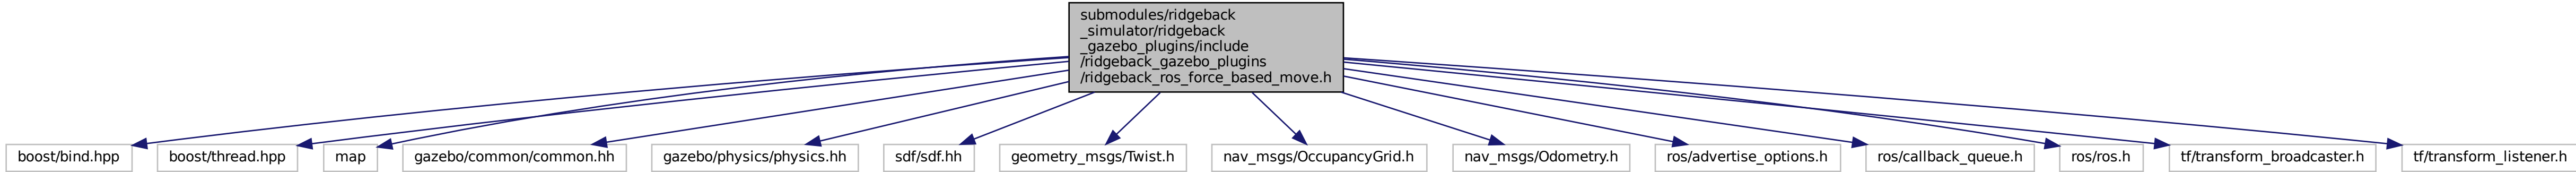 submodules/ridgeback
_simulator/ridgeback
_gazebo_plugins/include
/ridgeback_gazebo_plugins
/ridgeback_ros_force_based_move.h
boost/bind.hpp
boost/thread.hpp
map
gazebo/common/common.hh
gazebo/physics/physics.hh
sdf/sdf.hh
geometry_msgs/Twist.h
nav_msgs/OccupancyGrid.h
nav_msgs/Odometry.h
ros/advertise_options.h
ros/callback_queue.h
ros/ros.h
tf/transform_broadcaster.h
tf/transform_listener.h